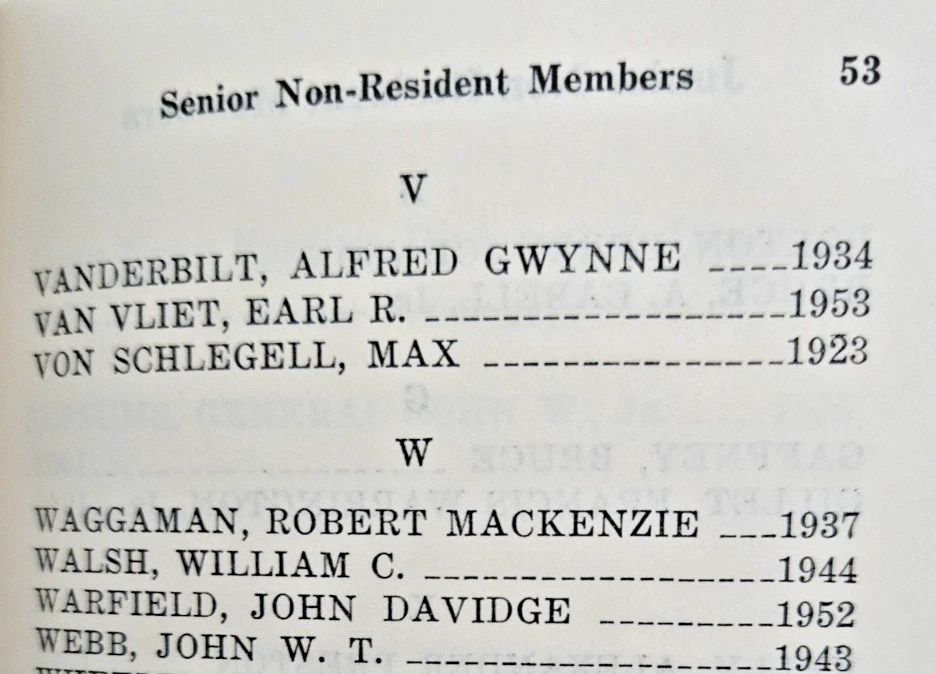 Senior Non-Resident Members 53
V
VANDERBILT, ALFRED GWYNNE ----1934
VAN VLIET, EARL R. -------------------1953
VON SCHLEGELL, MAX ----------------1923
W
WAGGAMAN, ROBERT MACKENZIE ---1937
WALSH, WILLIAM C. -------------------1944
WARFIELD, JOHN DAVIDGE ---------1952
WEBB, JOHN W. T. --------------------1943